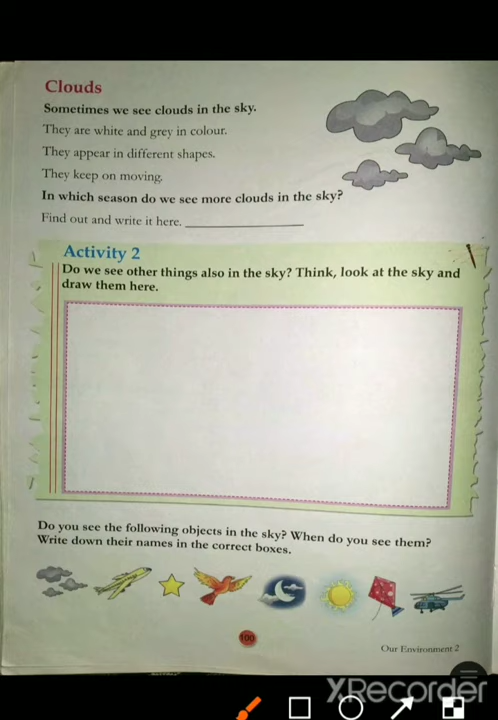 Clouds
Sometimes we see clouds in the sky.
They are white and grey in colour.
They appear in different shapes.
They keep on moving.
In which season do we see more clouds in the sky?
Find out and write it here.
Activity 2
Do we see other things also in the sky? Think, look at the sky and
draw them here.
Do you see the following objects in the sky? When do you see them?
Write down their names in the correct boxes.
100
Our Environment 2
XRecorder